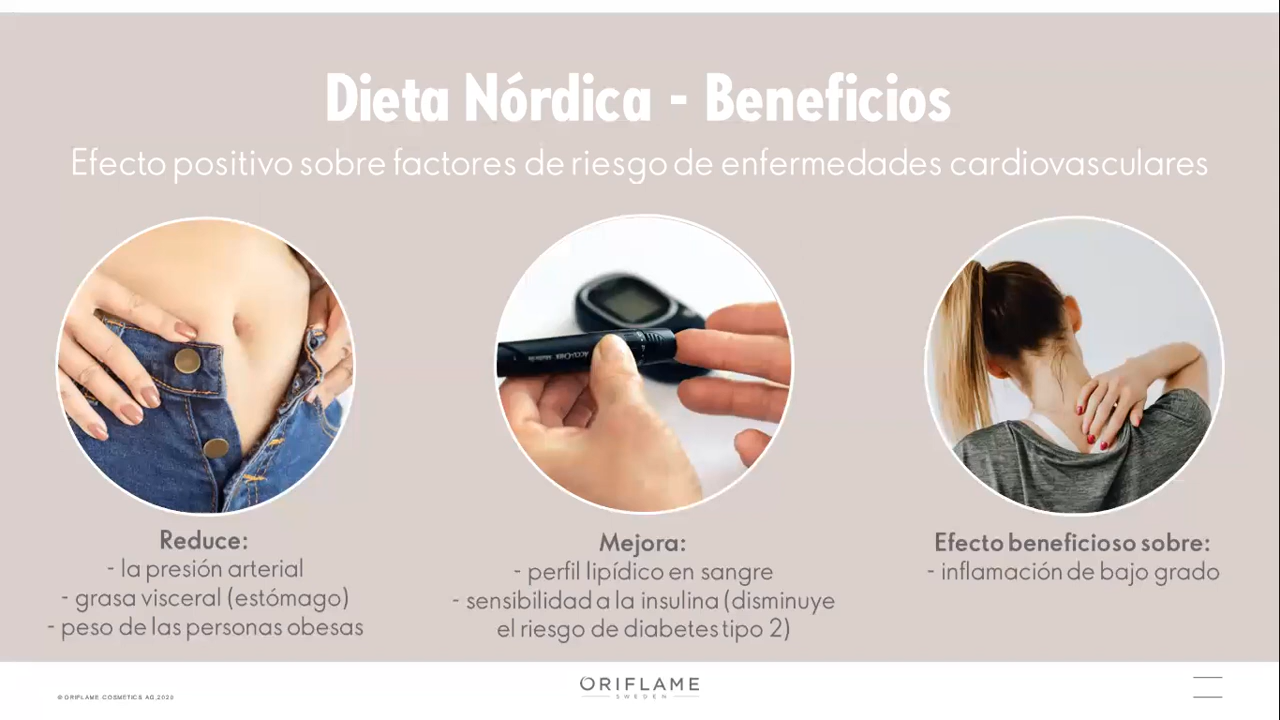 Dieta Nórdica - Beneficios
Efecto positivo sobre factores de riesgo de enfermedades cardiovasculares
ACCU-CHEK
Reduce:
- la presión arterial
- grasa visceral (estómago)
- peso de las personas obesas
Mejora:
- perfil lipídico en sangre
- sensibilidad a la insulina (disminuye
el riesgo de diabetes tipo 2)
Efecto beneficioso sobre:
- inflamación de bajo grado
© ORIFLAME COSMETICS AG, 2020
ORIFLAME
SWEDEN